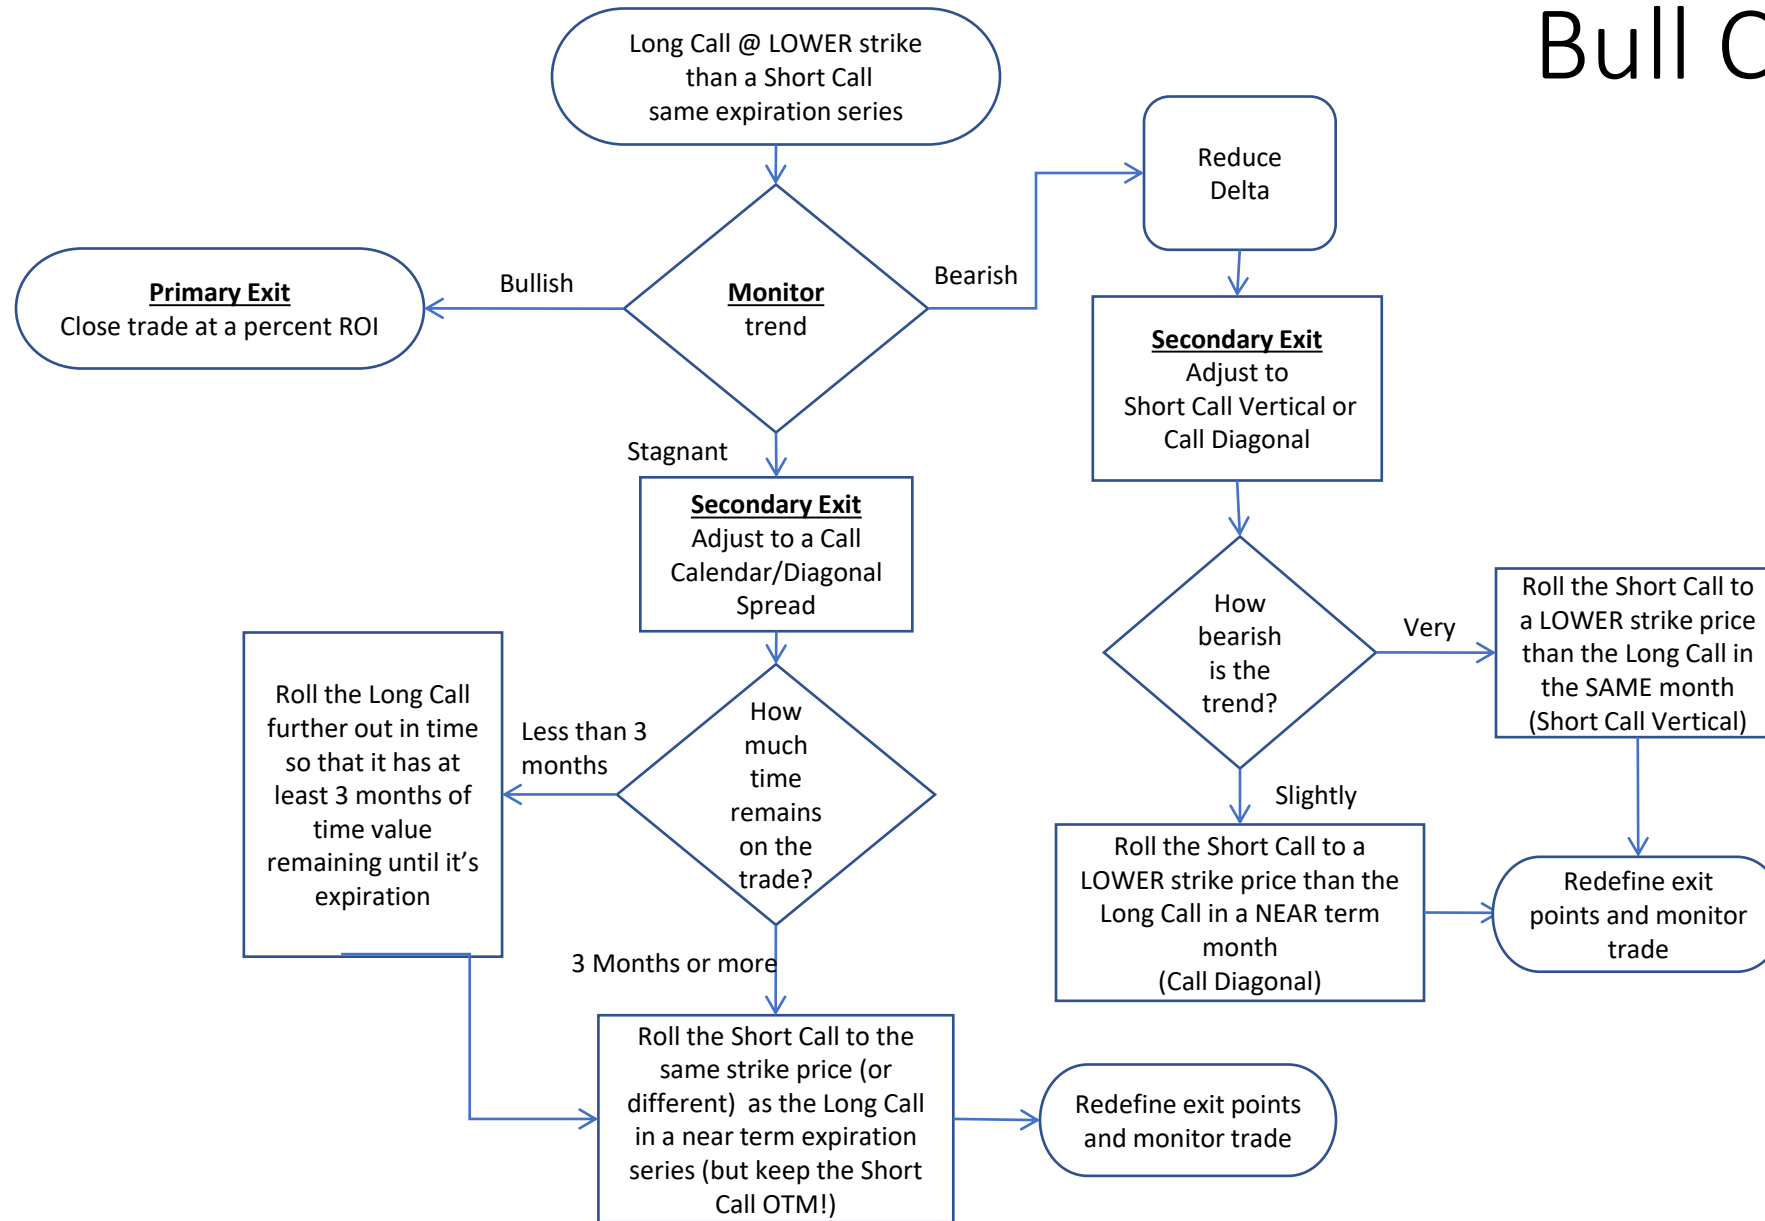 Bull C
Long Call @ LOWER strike
than a Short Call
same expiration series
Reduce
Delta
Primary Exit
Close trade at a percent ROI
Bullish
Monitor
trend
Bearish
Secondary Exit
Adjust to
Short Call Vertical or
Call Diagonal
Stagnant
Secondary Exit
Adjust to a Call
Calendar/Diagonal
Spread
How
bearish
is the
trend?
Very
Roll the Short Call to
a LOWER strike price
than the Long Call in
the SAME month
(Short Call Vertical)
Roll the Long Call
further out in time
so that it has at
least 3 months of
time value
remaining until it’s
expiration
Less than 3
months
How
much
time
remains
on the
trade?
Slightly
Roll the Short Call to a
LOWER strike price than the
Long Call in a NEAR term
month
(Call Diagonal)
Redefine exit
points and monitor
trade
3 Months or more
Roll the Short Call to the
same strike price (or
different)  as the Long Call
in a near term expiration
series (but keep the Short
Call OTM!)
Redefine exit points
and monitor trade